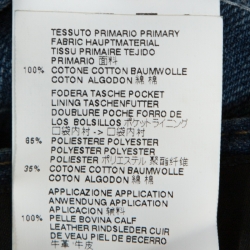 TESSUTO PRIMARIO PRIMARY
FABRIC HAUPTMATERIAL
TISSU PRIMAIRE TEJIDO
PRIMARIO 面料
100% COTONE COTTON BAUMWOLLE
COTON ALGODON 綿 棉
FODERA TASCHE POCKET
LINING TASCHENFUTTER
DOUBLURE POCHE FORRO DE
LOS BOLSILLOS ポケットライニング
口袋内衬 -> 口袋内衬
65% POLIESTERE POLYESTER
POLYESTER POLYESTER
POLIESTER ポリエステル 聚酯纤维
35% COTONE COTTON BAUMWOLLE
COTON ALGODON 綿 棉
APPLICAZIONE APPLICATION
ANWENDUNG APPLICATION
APLICACION 辅料
100% PELLE BOVINA CALF
LEATHER RINDSLEDER CUIR
DE VEAU PIEL DE BECERRO
牛革 牛皮